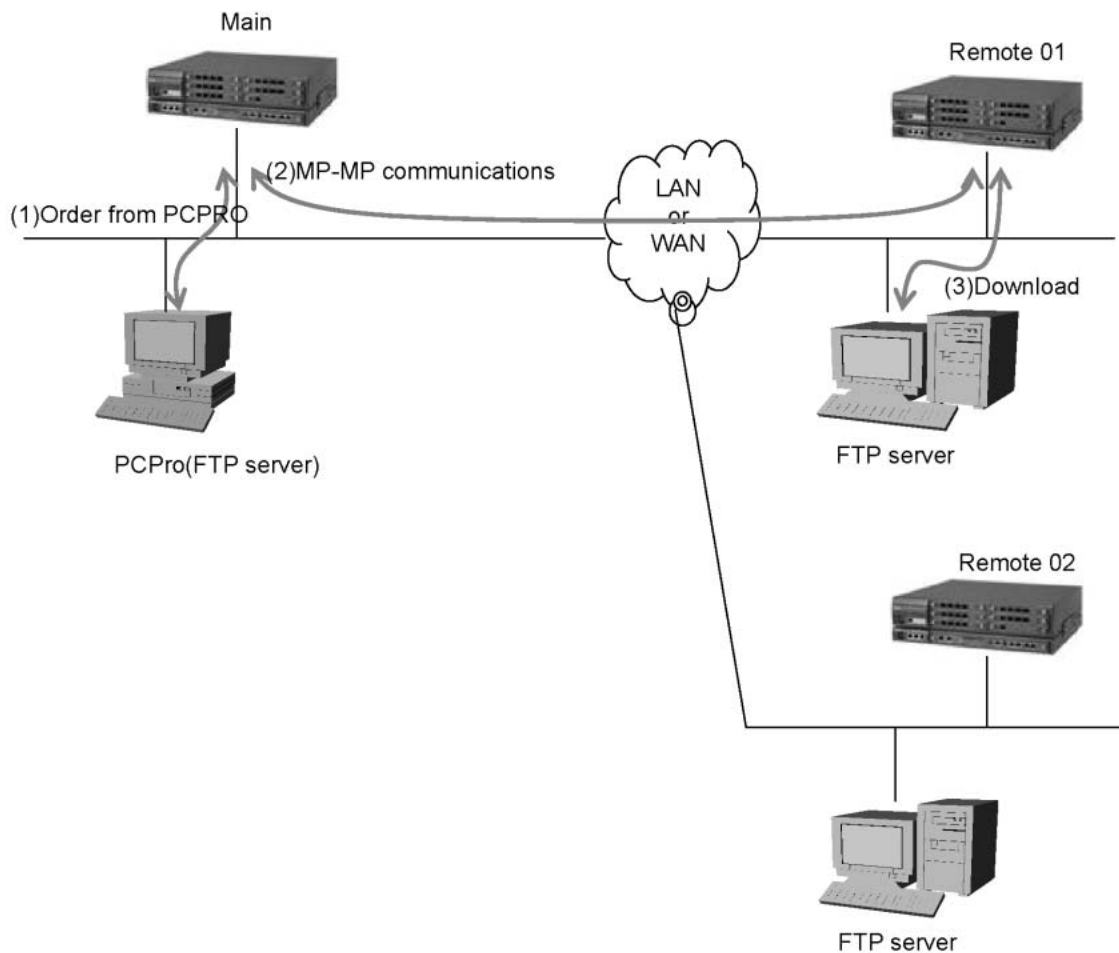 Main
Remote 01
(2)MP-MP communications
LAN
or
WAN
(1)Order from PCPRO
(3)Download
PCPro(FTP server)
FTP server
Remote 02
FTP server